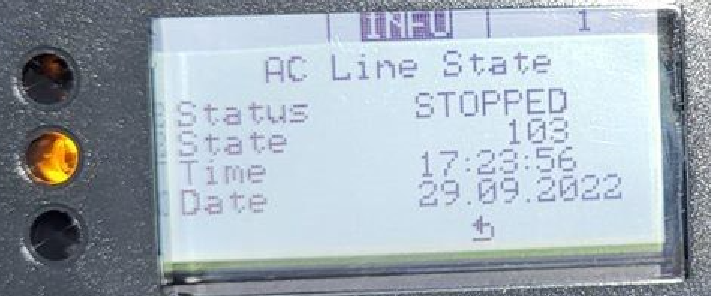 INFO 1
AC Line State
Status STOPPED
State 103
Time 17:23:56
Date 29.09.2022